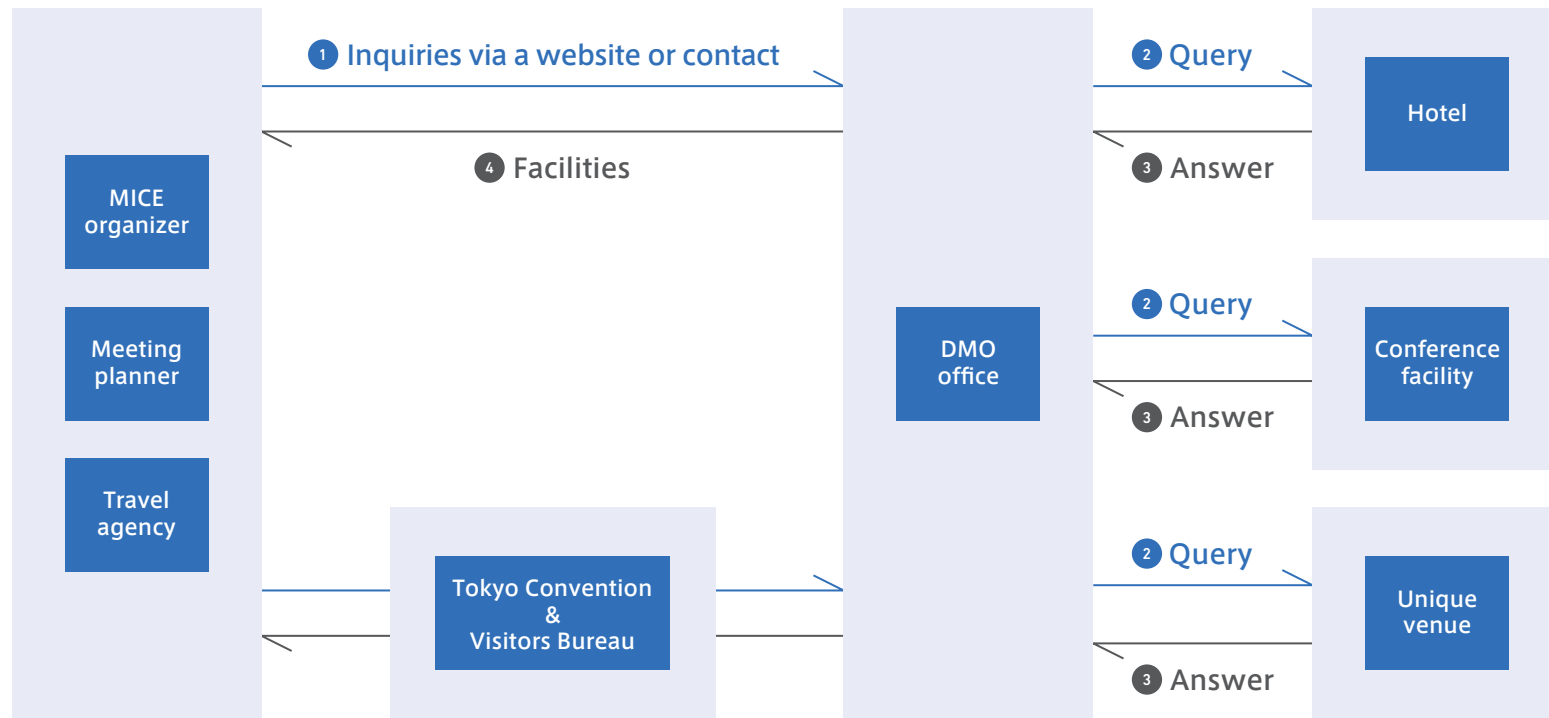 1 Inquiries via a website or contact
4 Facilities
MICE
organizer
Meeting
planner
Travel
agency
Tokyo Convention
&
Visitors Bureau
DMO
office
2 Query
3 Answer
Hotel
2 Query
3 Answer
Conference
facility
2 Query
3 Answer
Unique
venue